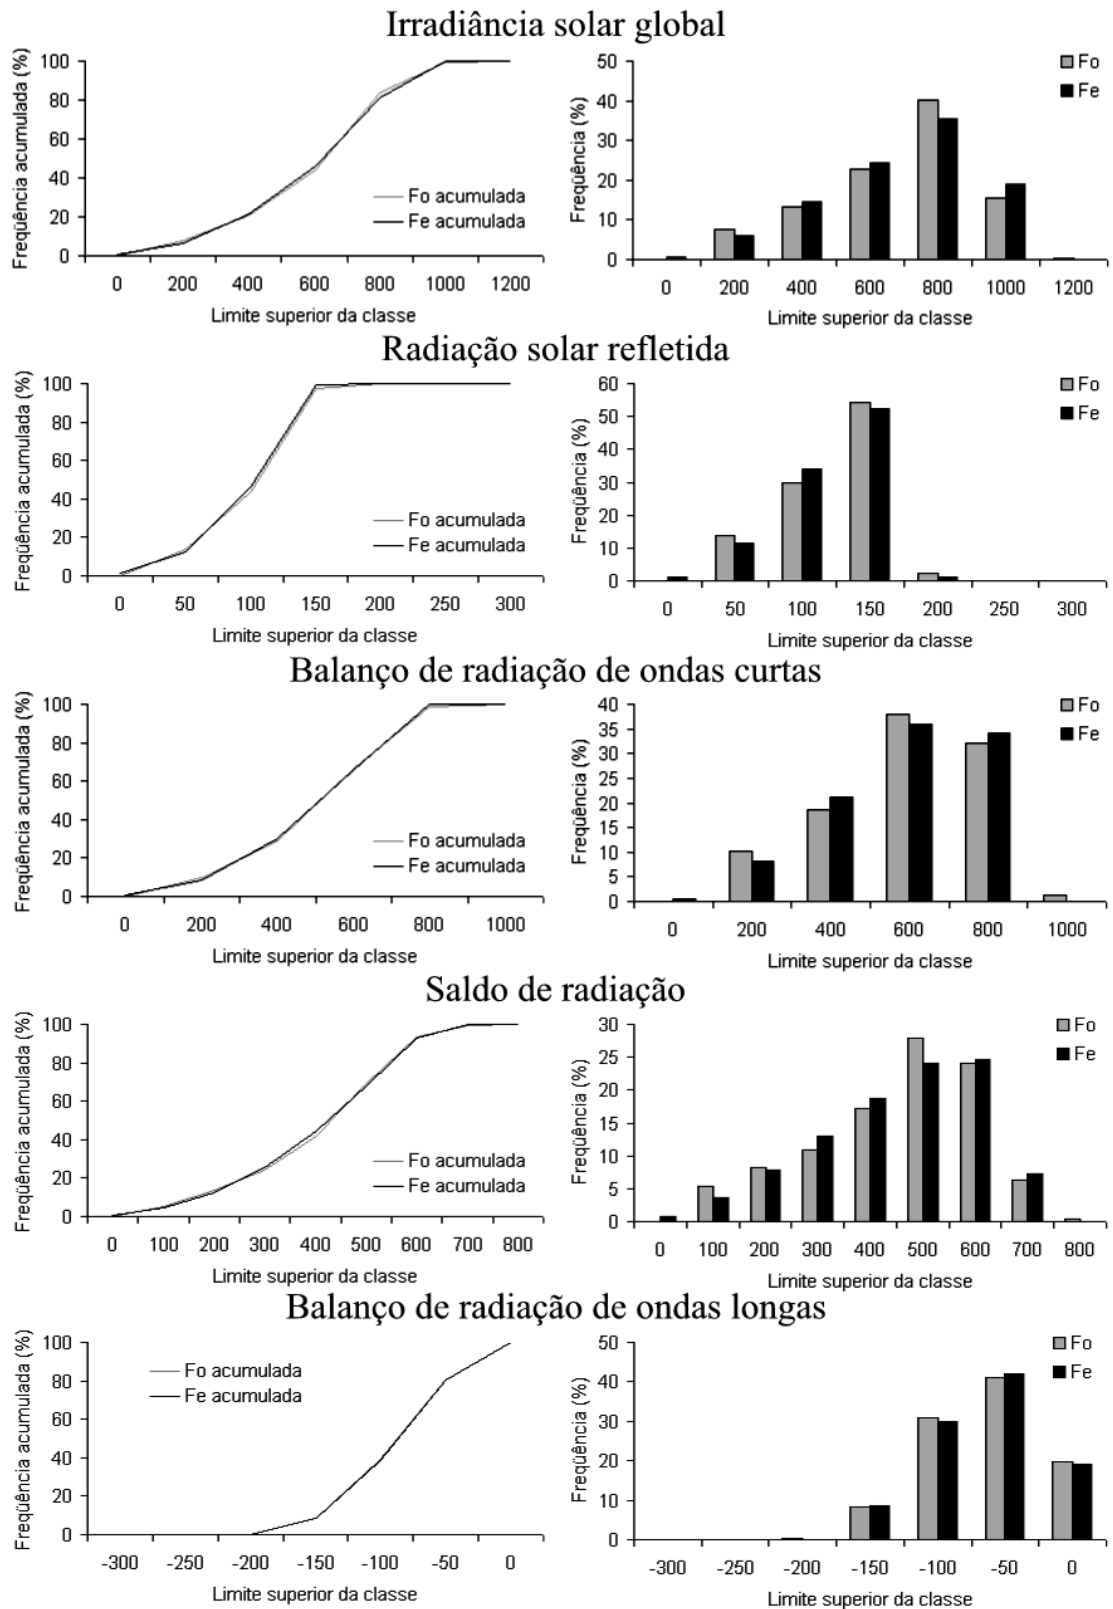 Irradiância solar global
Freqüência acumulada (%)
100
80
60
40
20
0
Fo acumulada
Fe acumulada
0 200 400 600 800 1000 1200
Limite superior da classe
Freqüência (%)
50
40
30
20
10
0
Fo
Fe
0 200 400 600 800 1000 1200
Limite superior da classe
Radiação solar refletida
Freqüência acumulada (%)
100
80
60
40
20
0
Fo acumulada
Fe acumulada
0 50 100 150 200 250 300
Limite superior da classe
Freqüência (%)
60
50
40
30
20
10
0
Fo
Fe
0 50 100 150 200 250 300
Limite superior da classe
Balanço de radiação de ondas curtas
Freqüência acumulada (%)
100
80
60
40
20
0
Fo acumulada
Fe acumulada
0 200 400 600 800 1000
Limite superior da classe
Freqüência (%)
40
35
30
25
20
15
10
5
0
Fo
Fe
0 200 400 600 800 1000
Limite superior da classe
Saldo de radiação
Freqüência acumulada (%)
100
80
60
40
20
0
Fo acumulada
Fe acumulada
0 100 200 300 400 500 600 700 800
Limite superior da classe
Freqüência (%)
30
25
20
15
10
5
0
Fo
Fe
0 100 200 300 400 500 600 700 800
Limite superior da classe
Balanço de radiação de ondas longas
Freqüência acumulada (%)
100
80
60
40
20
0
Fo acumulada
Fe acumulada
-300 -250 -200 -150 -100 -50 0
Limite superior da classe
Freqüência (%)
50
40
30
20
10
0
Fo
Fe
-300 -250 -200 -150 -100 -50 0
Limite superior da classe